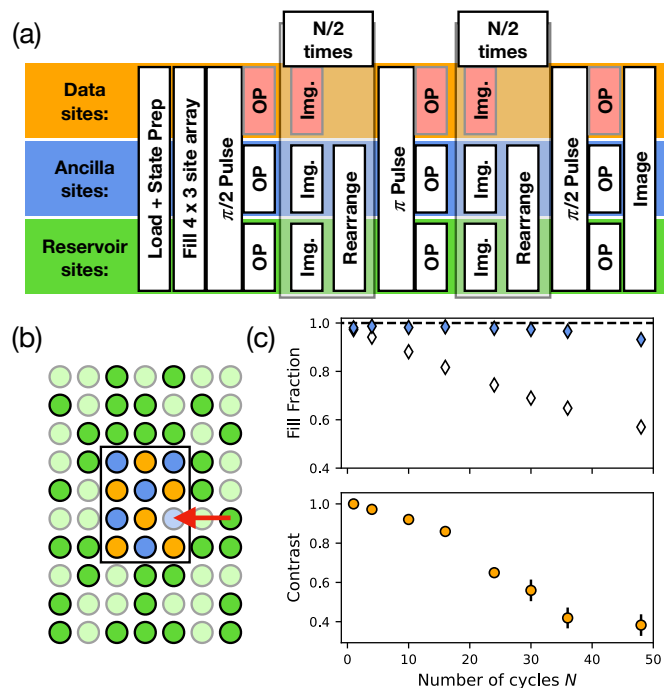 (a)
N/2
times
N/2
times
Data
sites:
Ancilla
sites:
Reservoir
sites:
Load + State Prep
Fill 4 x 3 site array
π/2 Pulse
OP
OP
OP
Img.
Img.
Img.
Rearrange
π Pulse
OP
OP
OP
Img.
Img.
Img.
Rearrange
π/2 Pulse
OP
OP
OP
Image
(b)
(c)
Fill Fraction
1.0
0.8
0.6
0.4
Contrast
1.0
0.8
0.6
0.4
0
10
20
30
40
50
Number of cycles N